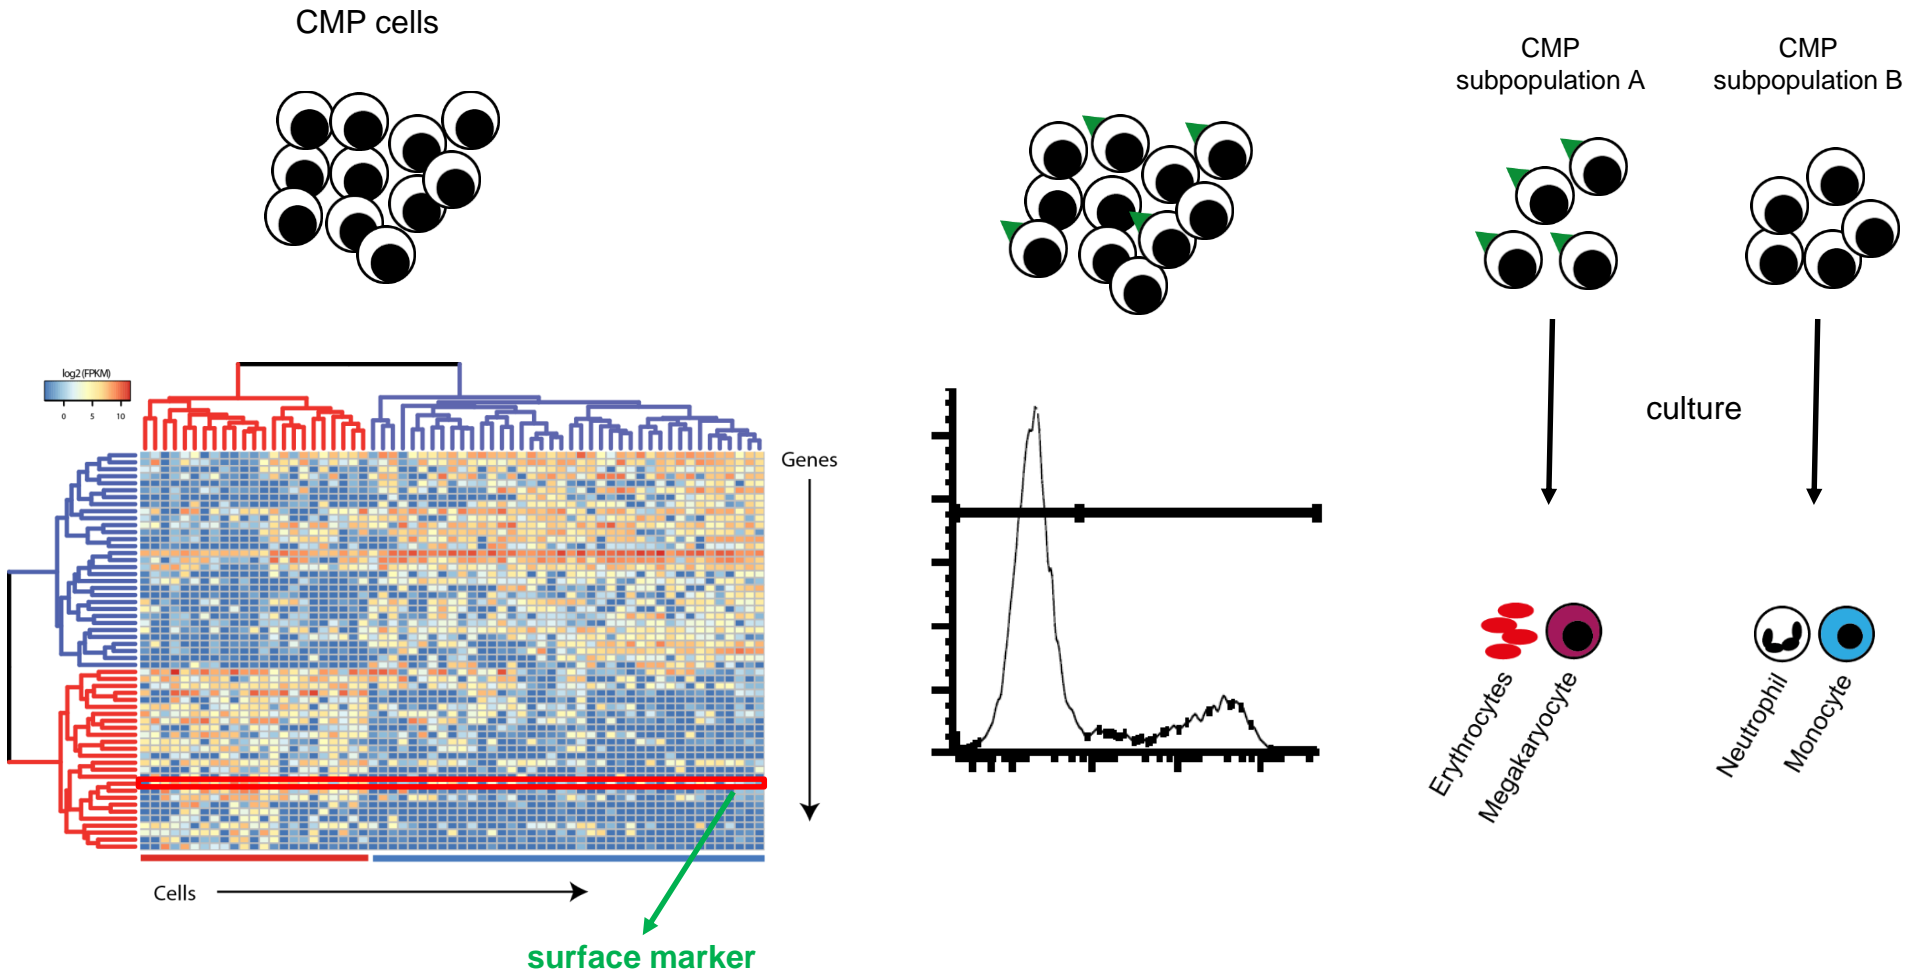 CMP cells
CMP
subpopulation A
CMP
subpopulation B
log2(FPKM)
0 5 10
Genes
culture
Cells
surface marker
Erythrocytes
Megakaryocyte
Neutrophil
Monocyte